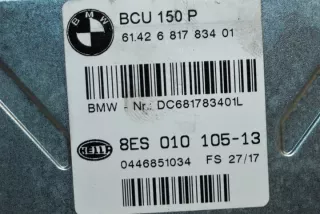 BMW
BCU 150 P
61.42 6 817 834 01
BMW - Nr.: DC681783401L
HELLA
8ES 010 105-13
0446851034 FS 27/17